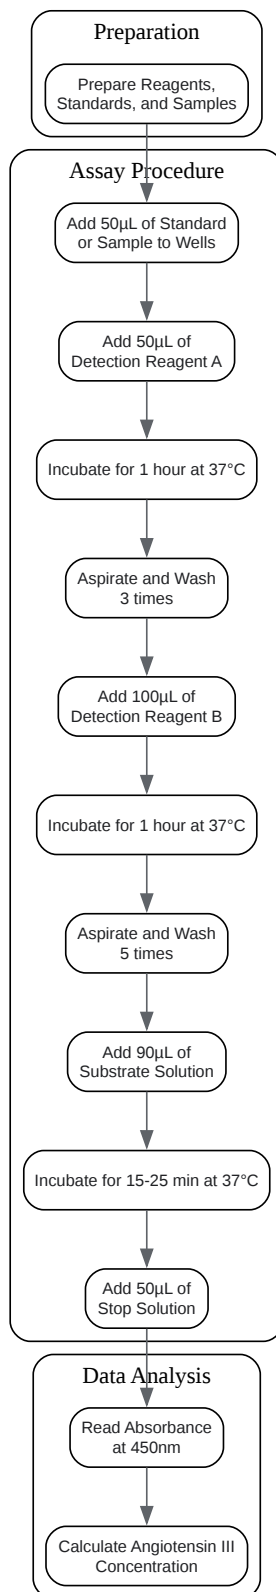 Preparation
Prepare Reagents,
Standards, and Samples
Assay Procedure
Add 50µL of Standard
or Sample to Wells
Add 50µL of
Detection Reagent A
Incubate for 1 hour at 37°C
Aspirate and Wash
3 times
Add 100µL of
Detection Reagent B
Incubate for 1 hour at 37°C
Aspirate and Wash
5 times
Add 90µL of
Substrate Solution
Incubate for 15-25 min at 37°C
Add 50µL of
Stop Solution
Data Analysis
Read Absorbance
at 450nm
Calculate Angiotensin III
Concentration